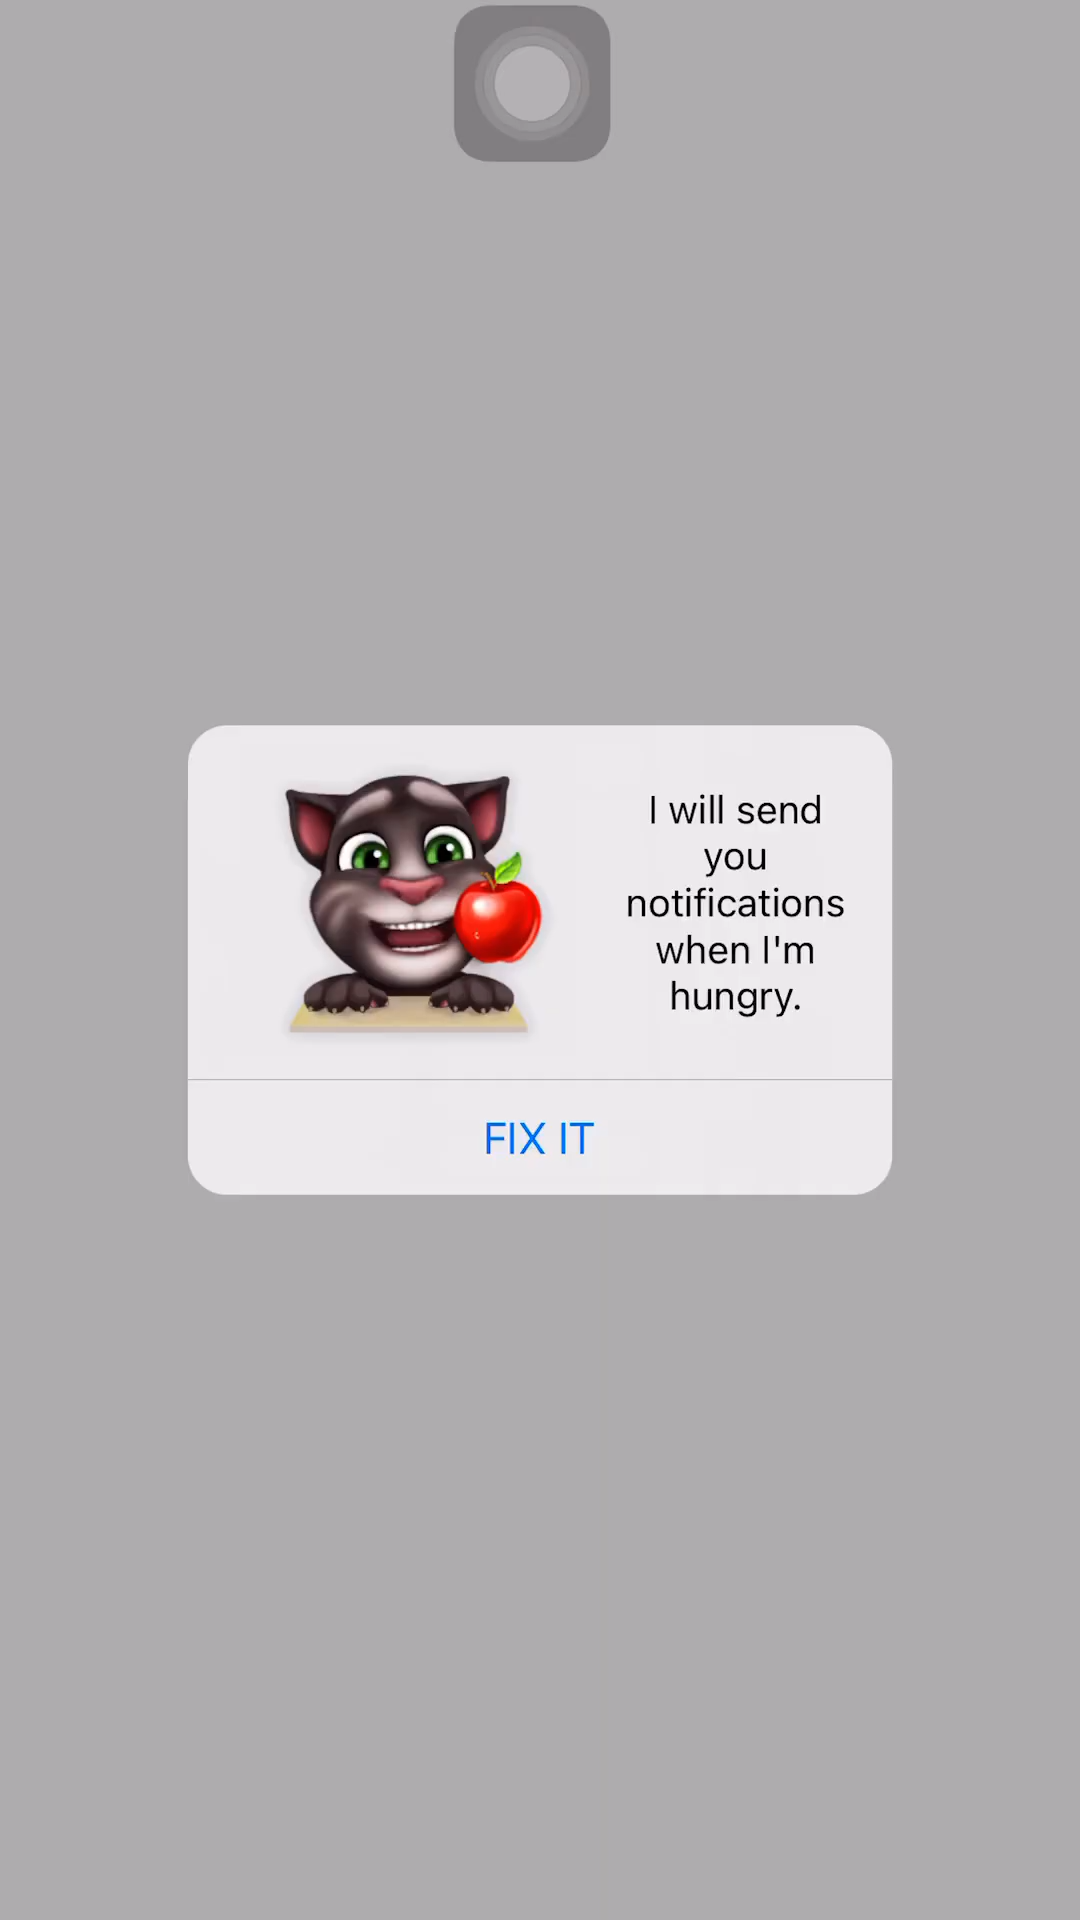 I will send
you
notifications
when I'm
hungry.
FIX IT